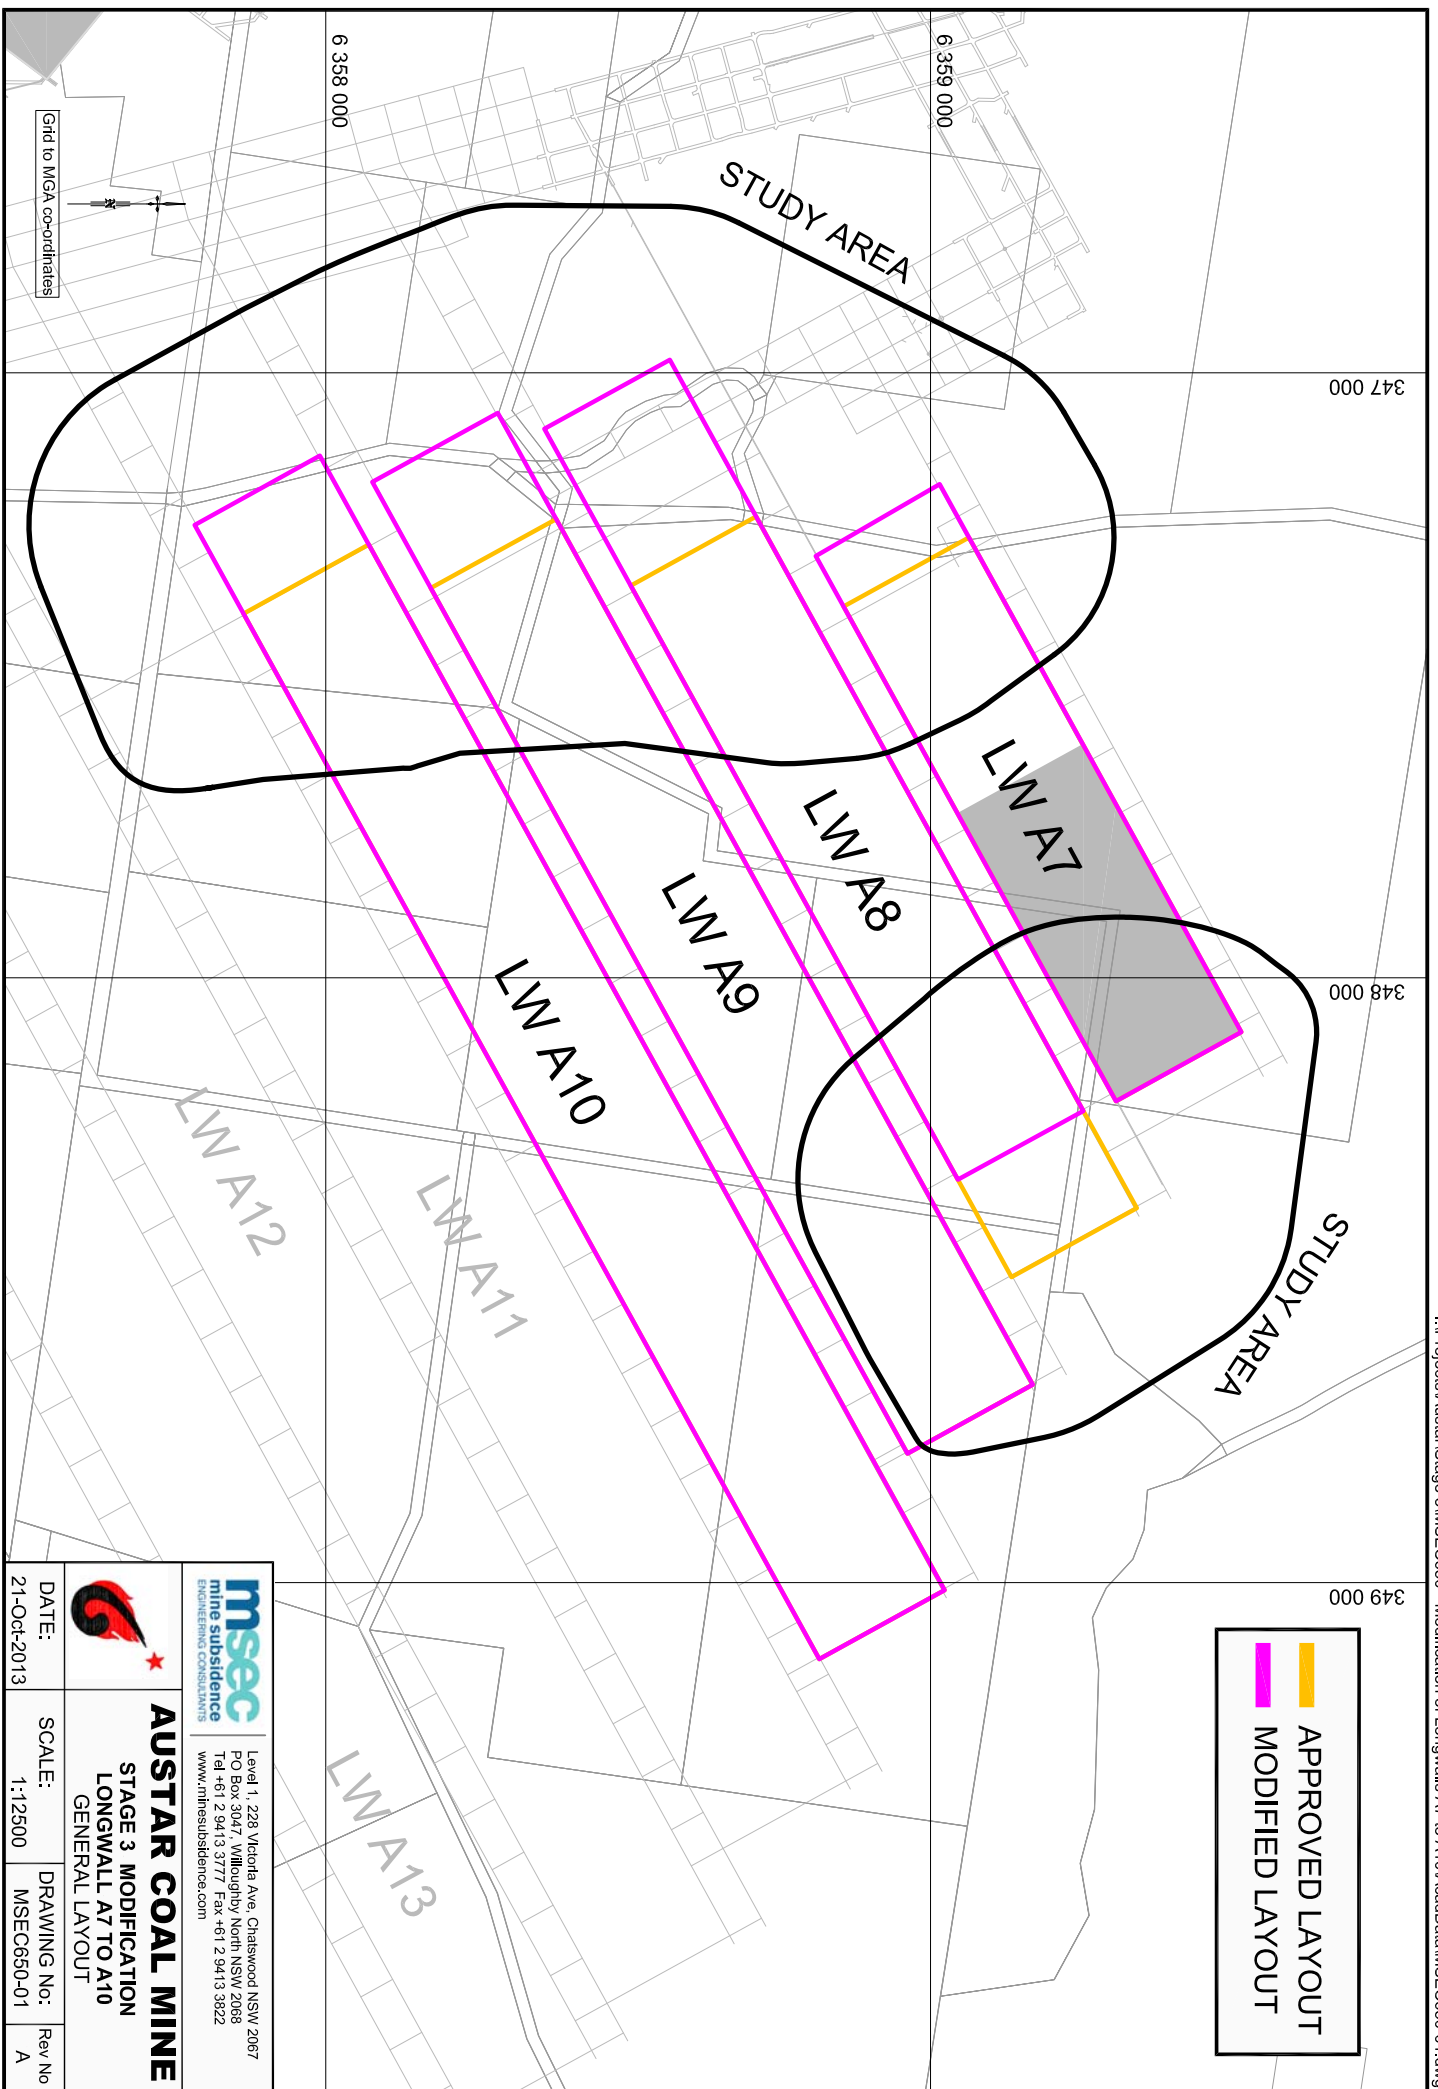 347 000
348 000
349 000
6 359 000
6 358 000
STUDY AREA
STUDY AREA
LW A7
LW A8
LW A9
LW A10
LW A11
LW A12
LW A13
APPROVED LAYOUT
MODIFIED LAYOUT
Grid to MGA co-ordinates
N
msec
mine subsidence
ENGINEERING CONSULTANTS
Level 1, 228 Victoria Ave, Chatswood NSW 2067
PO Box 3047, Willoughby North NSW 2068
Tel +61 2 9413 3777 Fax +61 2 9413 3822
www.minesubsidence.com
AUSTAR COAL MINE
STAGE 3 MODIFICATION
LONGWALL A7 TO A10
GENERAL LAYOUT
DATE:
21-Oct-2013
SCALE:
1:12500
DRAWING No:
MSEC650-01
Rev No
A